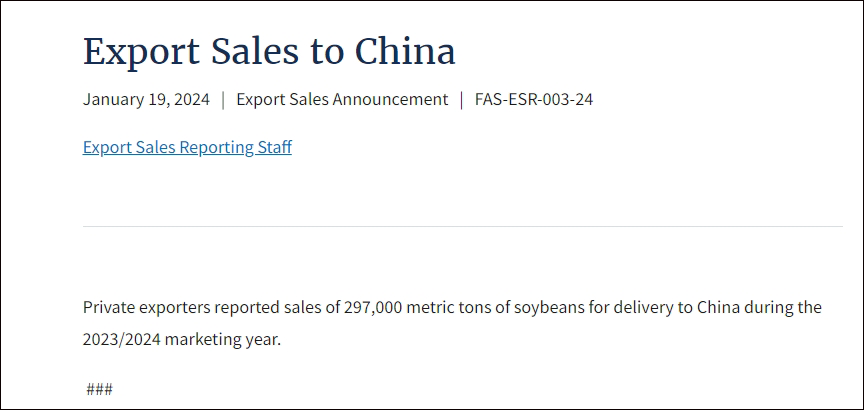 Export Sales to China
January 19, 2024 | Export Sales Announcement | FAS-ESR-003-24
Export Sales Reporting Staff
Private exporters reported sales of 297,000 metric tons of soybeans for delivery to China during the
2023/2024 marketing year.
###